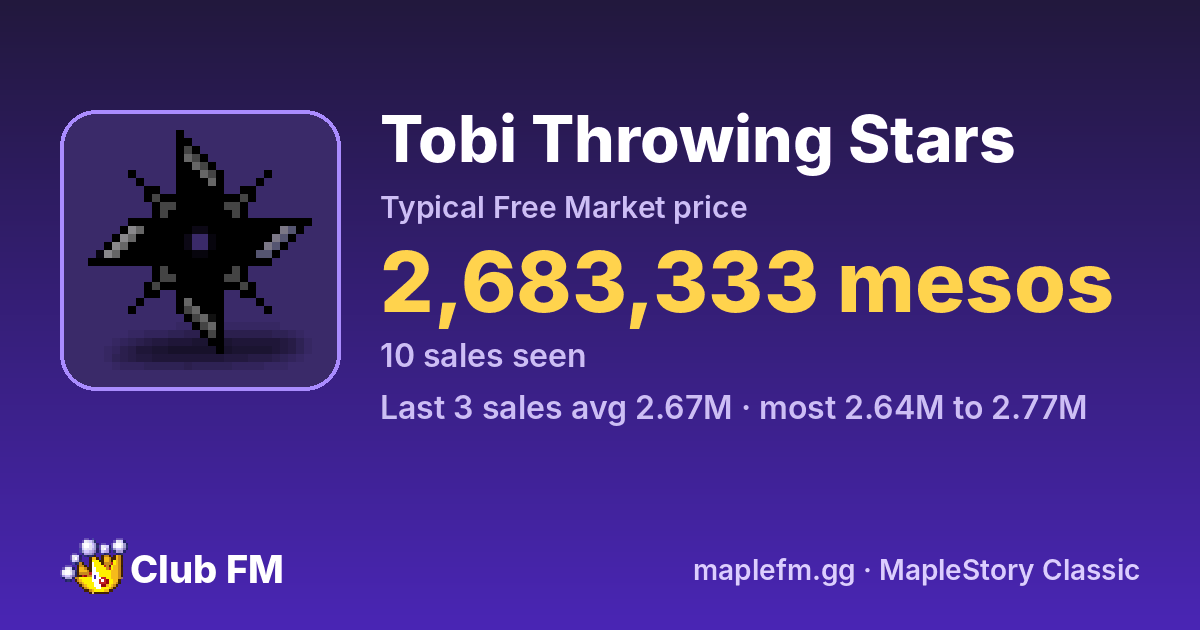 Tobi Throwing Stars
Typical Free Market price
2,683,333 mesos
10 sales seen
Last 3 sales avg 2.67M · most 2.64M to 2.77M
Club FM
maplefm.gg · MapleStory Classic